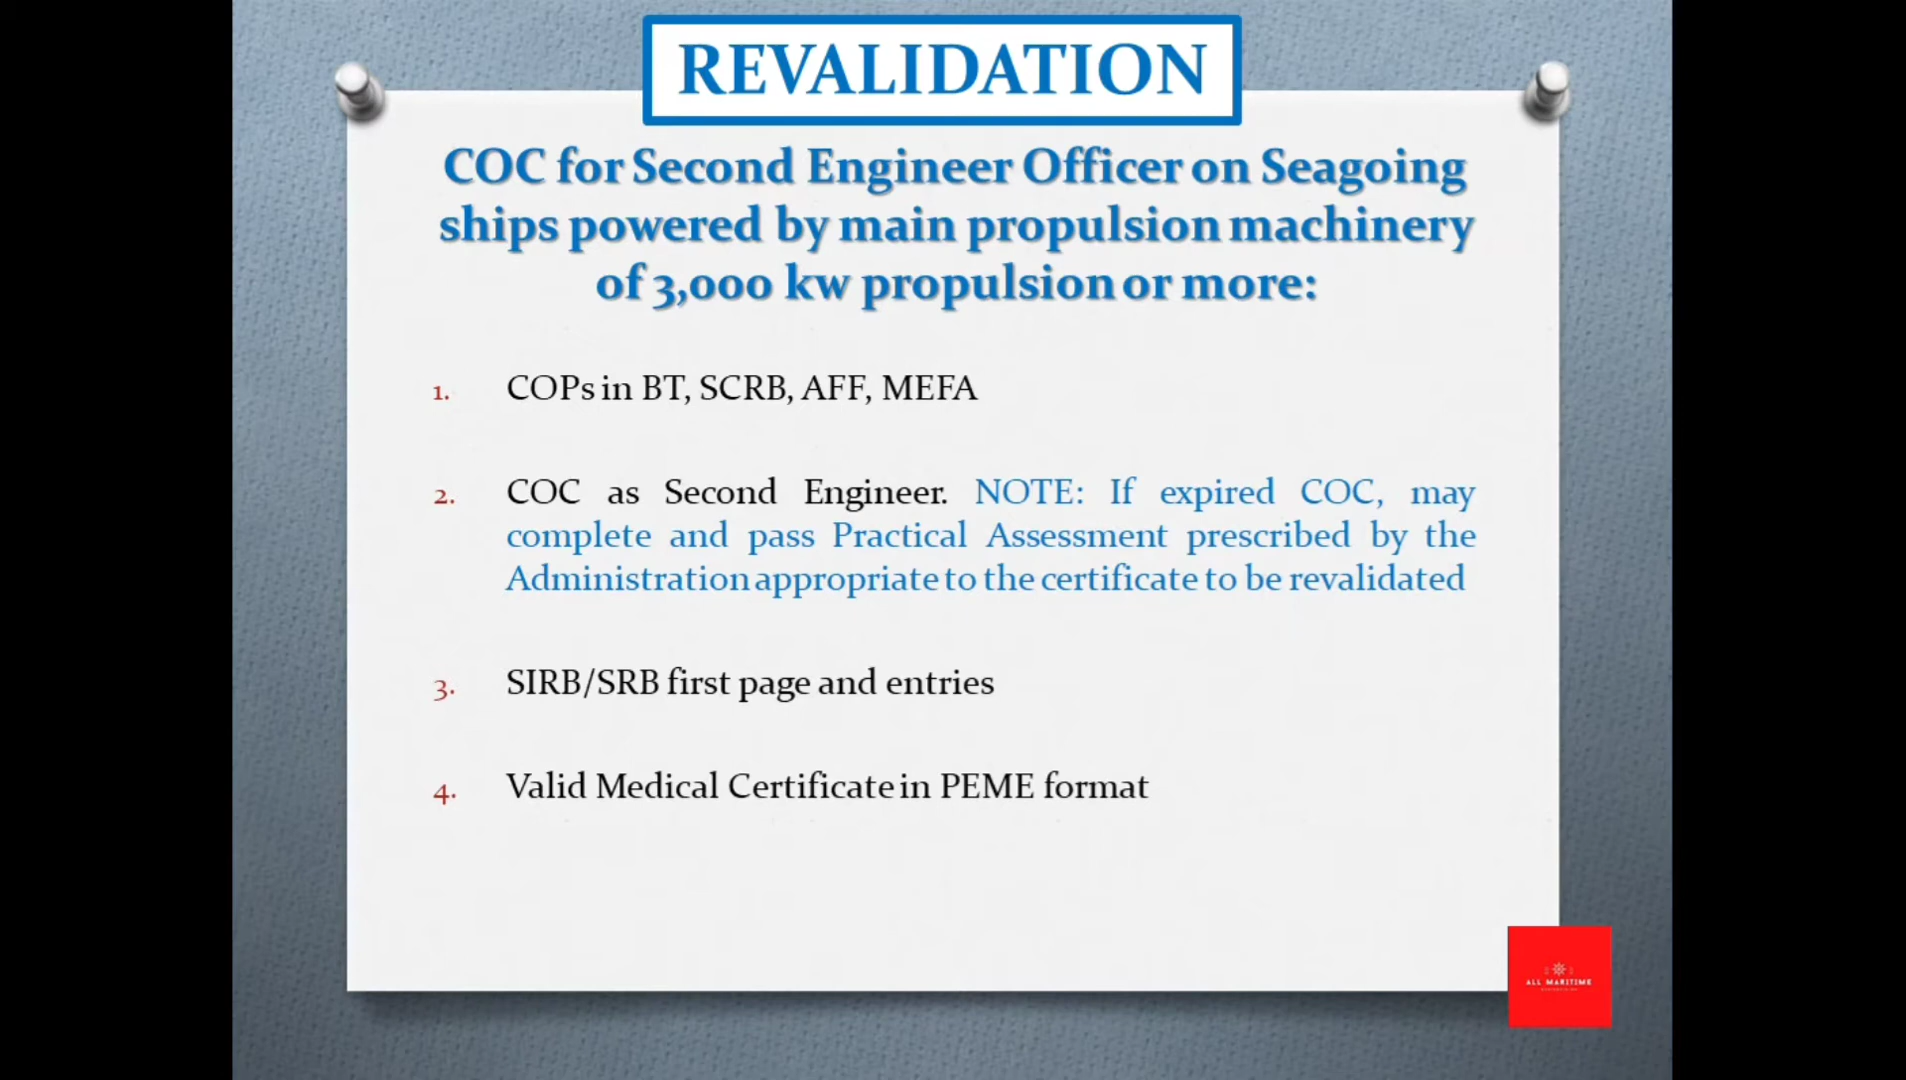 REVALIDATION
COC for Second Engineer Officer on Seagoing
ships powered by main propulsion machinery
of 3,000 kw propulsion or more:
1. COPs in BT, SCRB, AFF, MEFA
2. COC as Second Engineer. NOTE: If expired COC, may
complete and pass Practical Assessment prescribed by the
Administration appropriate to the certificate to be revalidated
3. SIRB/SRB first page and entries
4. Valid Medical Certificate in PEME format
ALL MARITIME